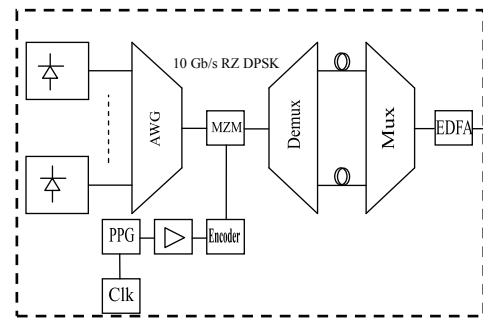 10 Gb/s RZ DPSK
AWG
MZM
Demux
Mux
EDFA
PPG
Encoder
Clk